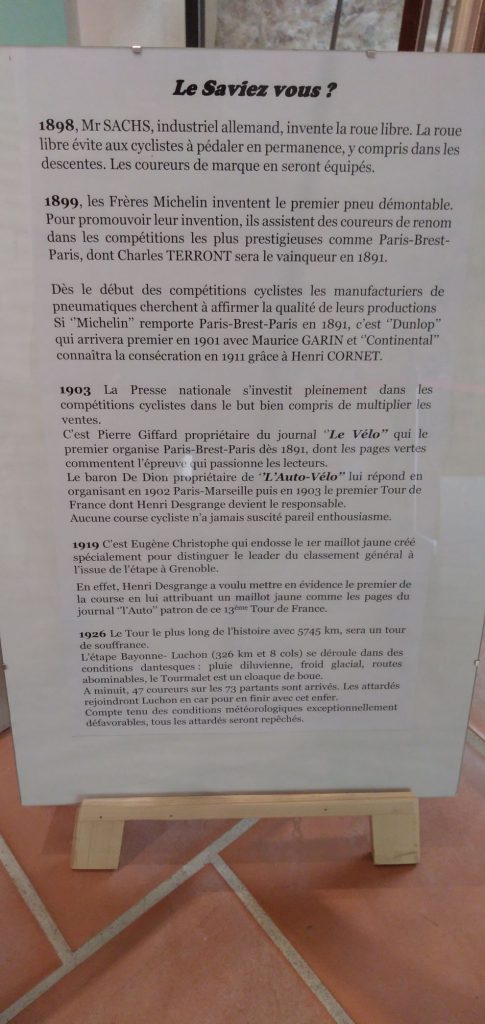 Le Saviez vous ?
1898, Mr SACHS, industriel allemand, invente la roue libre. La roue
libre évite aux cyclistes à pédaler en permanence, y compris dans les
descentes. Les coureurs de marque en seront équipés.
1899, les Frères Michelin inventent le premier pneu démontable.
Pour promouvoir leur invention, ils assistent des coureurs de renom
dans les compétitions les plus prestigieuses comme Paris-Brest-
Paris, dont Charles TERRONT sera le vainqueur en 1891.
Dès le début des compétitions cyclistes les manufacturiers de
pneumatiques cherchent à affirmer la qualité de leurs productions
Si ‘’Michelin’’ remporte Paris-Brest-Paris en 1891, c’est ‘’Dunlop’’
qui arrivera premier en 1901 avec Maurice GARIN et ‘’Continental’’
connaîtra la consécration en 1911 grâce à Henri CORNET.
1903 La Presse nationale s’investit pleinement dans les
compétitions cyclistes dans le but bien compris de multiplier les
ventes.
C’est Pierre Giffard propriétaire du journal ‘’Le Vélo’’ qui le
premier organise Paris-Brest-Paris dès 1891, dont les pages vertes
commentent l’épreuve qui passionne les lecteurs.
Le baron De Dion propriétaire de ‘’L’Auto-Vélo’’ lui répond en
organisant en 1902 Paris-Marseille puis en 1903 le premier Tour de
France dont Henri Desgrange devient le responsable.
Aucune course cycliste n’a jamais suscité pareil enthousiasme.
1919 C’est Eugène Christophe qui endosse le 1er maillot jaune créé
spécialement pour distinguer le leader du classement général à
l’issue de l’étape à Grenoble.
En effet, Henri Desgrange a voulu mettre en évidence le premier de
la course en lui attribuant un maillot jaune comme les pages du
journal ‘’l’Auto’’ patron de ce 13ème Tour de France.
1926 Le Tour le plus long de l’histoire avec 5745 km, sera un tour
de souffrance.
L’étape Bayonne- Luchon (326 km et 8 cols) se déroule dans des
conditions dantesques : pluie diluvienne, froid glacial, routes
abominables, le Tourmalet est un cloaque de boue.
A minuit, 47 coureurs sur les 73 partants sont arrivés. Les attardés
rejoindront Luchon en car pour en finir avec cet enfer.
Compte tenu des conditions météorologiques exceptionnellement
défavorables, tous les attardés seront repêchés.